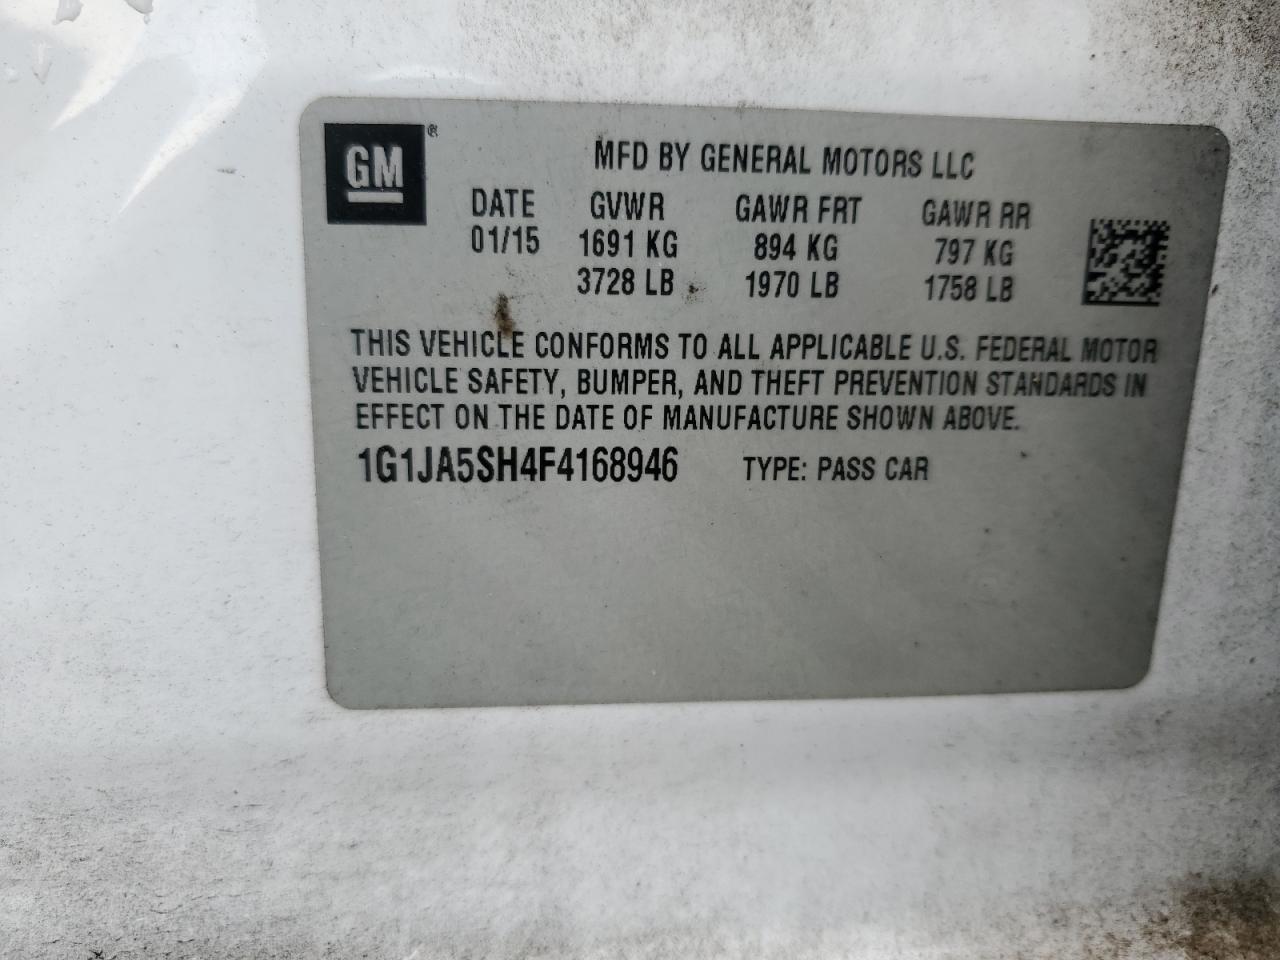 GM ®
MFD BY GENERAL MOTORS LLC
DATE GVWR GAWR FRT GAWR RR
01/15 1691 KG 894 KG 797 KG
3728 LB 1970 LB 1758 LB
THIS VEHICLE CONFORMS TO ALL APPLICABLE U.S. FEDERAL MOTOR
VEHICLE SAFETY, BUMPER, AND THEFT PREVENTION STANDARDS IN
EFFECT ON THE DATE OF MANUFACTURE SHOWN ABOVE.
1G1JA5SH4F4168946 TYPE: PASS CAR